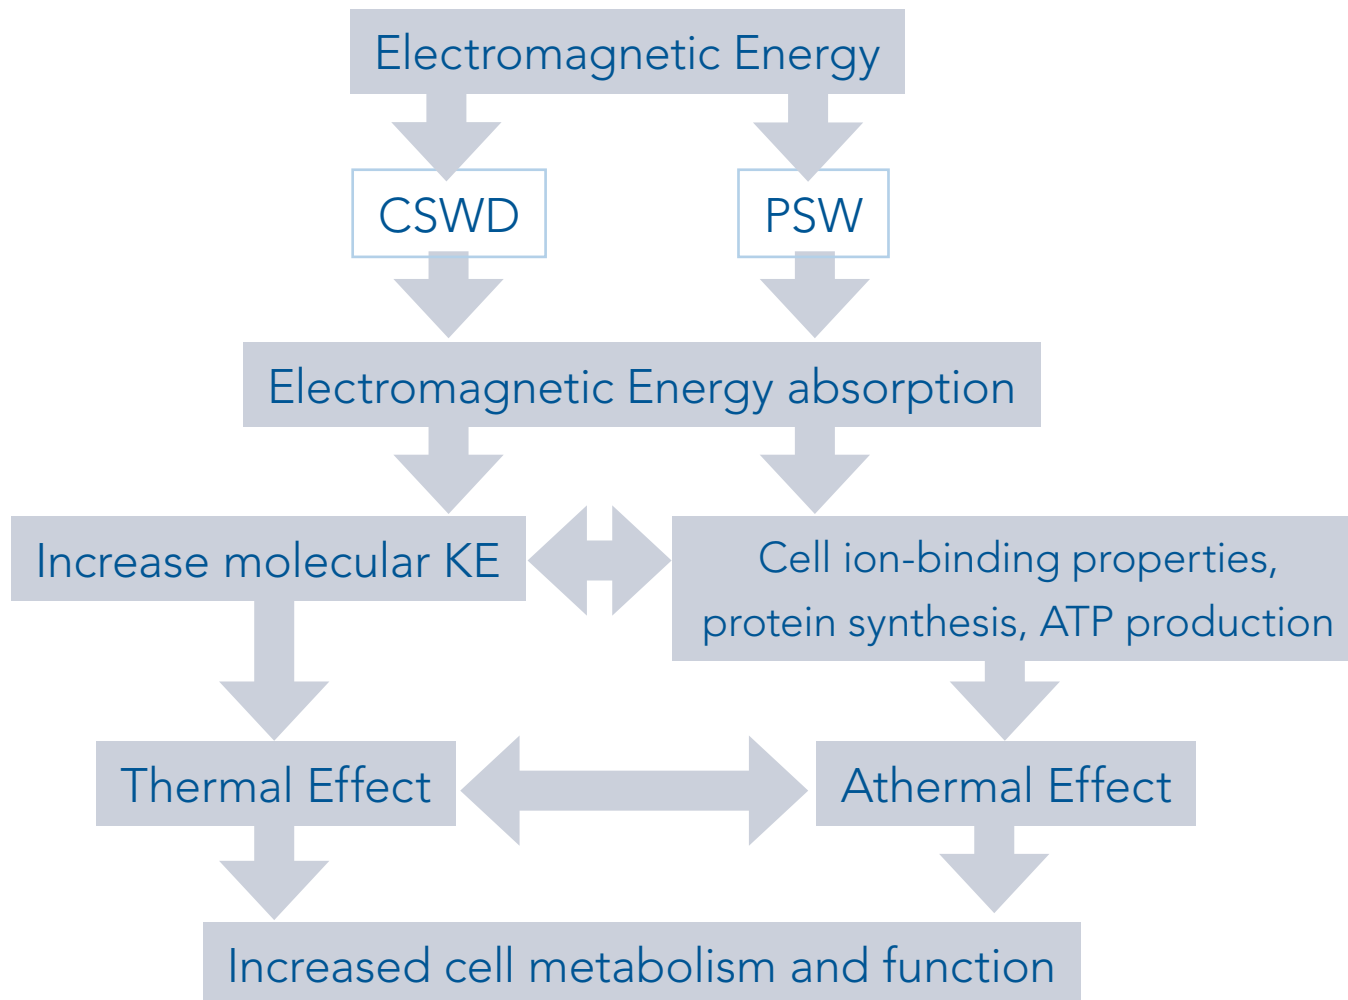 Electromagnetic Energy
CSWD
PSW
Electromagnetic Energy absorption
Increase molecular KE
Cell ion-binding properties,
protein synthesis, ATP production
Thermal Effect
Athermal Effect
Increased cell metabolism and function